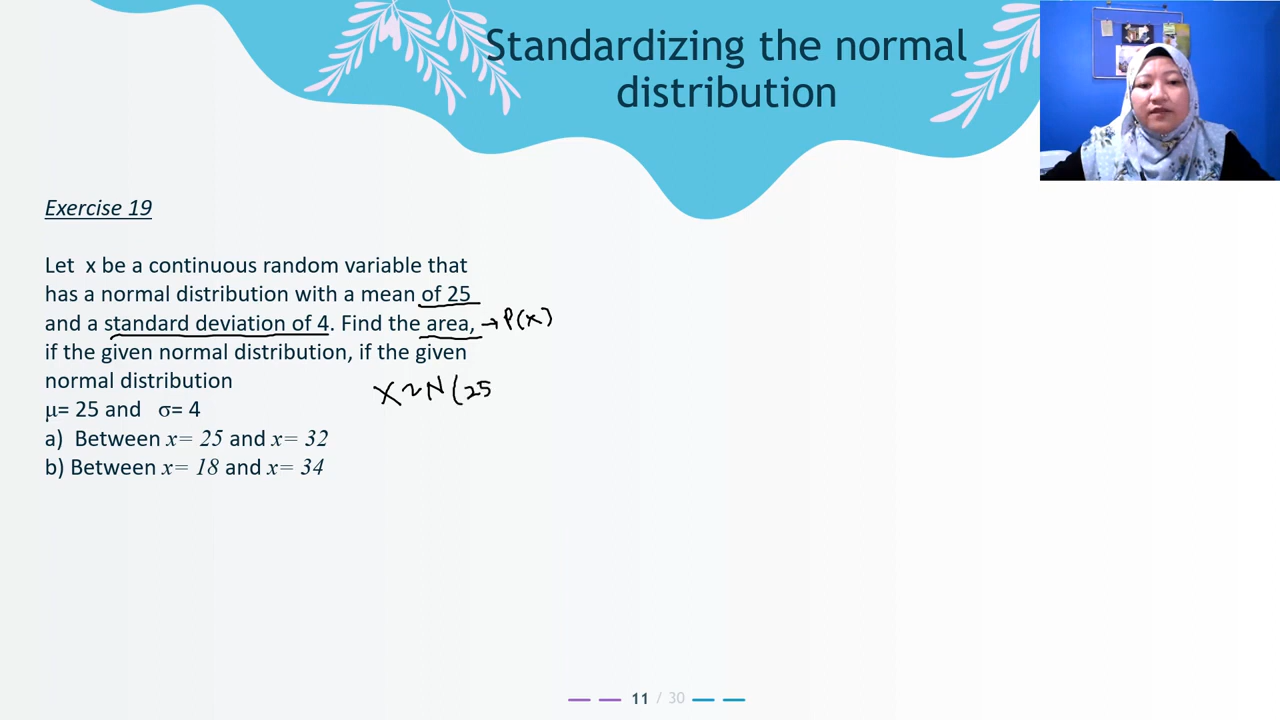 Standardizing the normal
distribution
Exercise 19
Let x be a continuous random variable that
has a normal distribution with a mean of 25
and a standard deviation of 4. Find the area, → P(x)
if the given normal distribution, if the given
normal distribution
X ~ N (25
μ= 25 and σ= 4
a) Between x= 25 and x= 32
b) Between x= 18 and x= 34
11 / 30